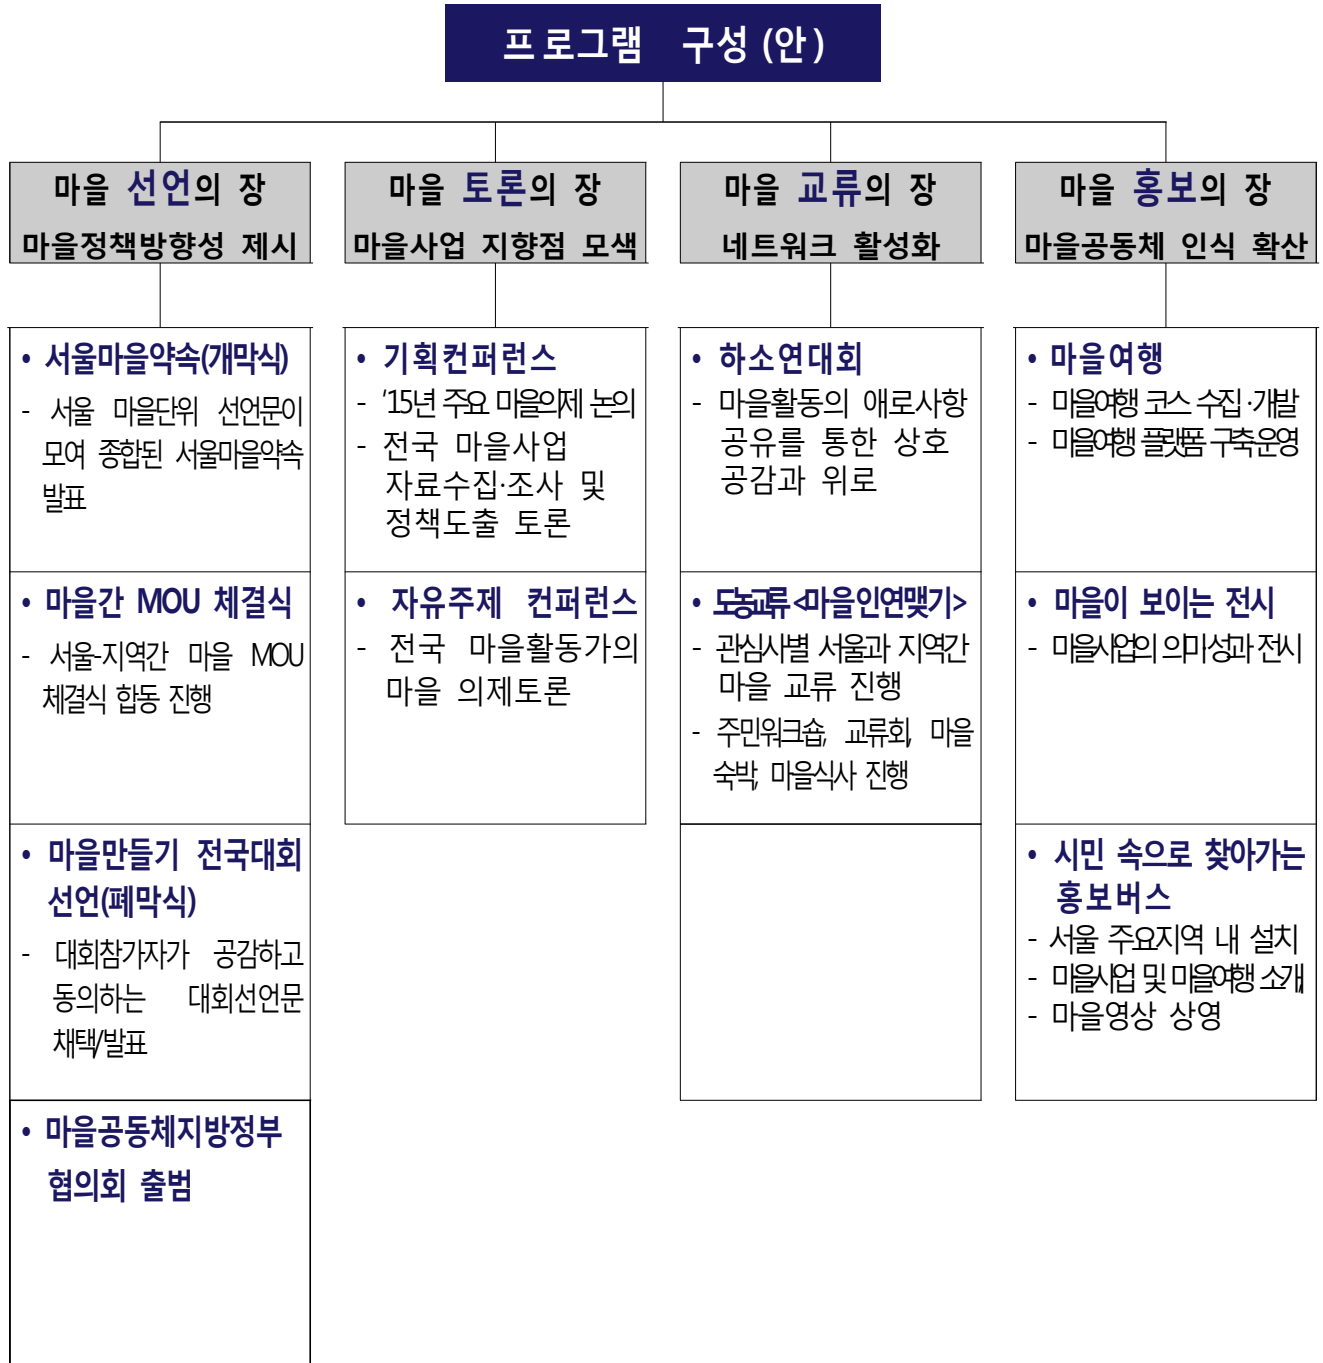 프로그램 구성(안)
마을 선언의 장
마을정책방향성 제시
• 서울마을약속(개막식)
- 서울 마을단위 선언문이
모여 종합된 서울마을약속
발표
• 마을간 MOU 체결식
- 서울-지역간 마을 MOU
체결식 합동 진행
• 마을만들기 전국대회
선언(폐막식)
- 대회참가자가 공감하고
동의하는 대회선언문
채택/발표
• 마을공동체지방정부
협의회 출범
마을 토론의 장
마을사업 지향점 모색
• 기획컨퍼런스
- '15년 주요 마을의제 논의
- 전국 마을사업
자료수집·조사 및
정책도출 토론
• 자유주제 컨퍼런스
- 전국 마을활동가의
마을 의제토론
마을 교류의 장
네트워크 활성화
• 하소연대회
- 마을활동의 애로사항
공유를 통한 상호
공감과 위로
• 도농교류<마을인연맺기>
- 관심사별 서울과 지역간
마을 교류 진행
- 주민워크숍, 교류회, 마을
숙박, 마을식사 진행
마을 홍보의 장
마을공동체 인식 확산
• 마을여행
- 마을여행 코스 수집·개발
- 마을여행 플랫폼 구축운영
• 마을이 보이는 전시
- 마을사업의 의미성과 전시
• 시민 속으로 찾아가는
홍보버스
- 서울 주요지역 내 설치
- 마을사업 및 마을여행 소개,
- 마을영상 상영